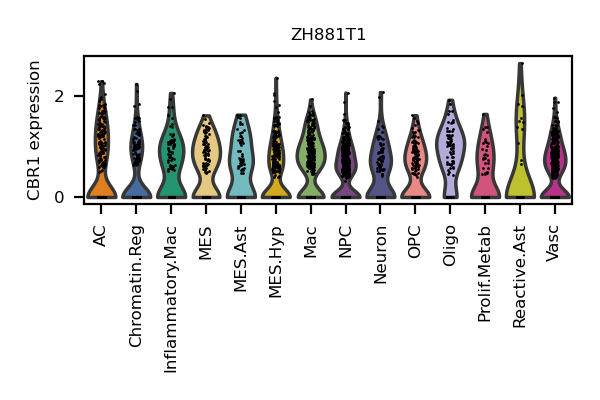 ZH881T1
CBR1 expression
2
0
AC
Chromatin.Reg
Inflammatory.Mac
MES
MES.Ast
MES.Hyp
Mac
NPC
Neuron
OPC
Oligo
Prolif.Metab
Reactive.Ast
Vasc